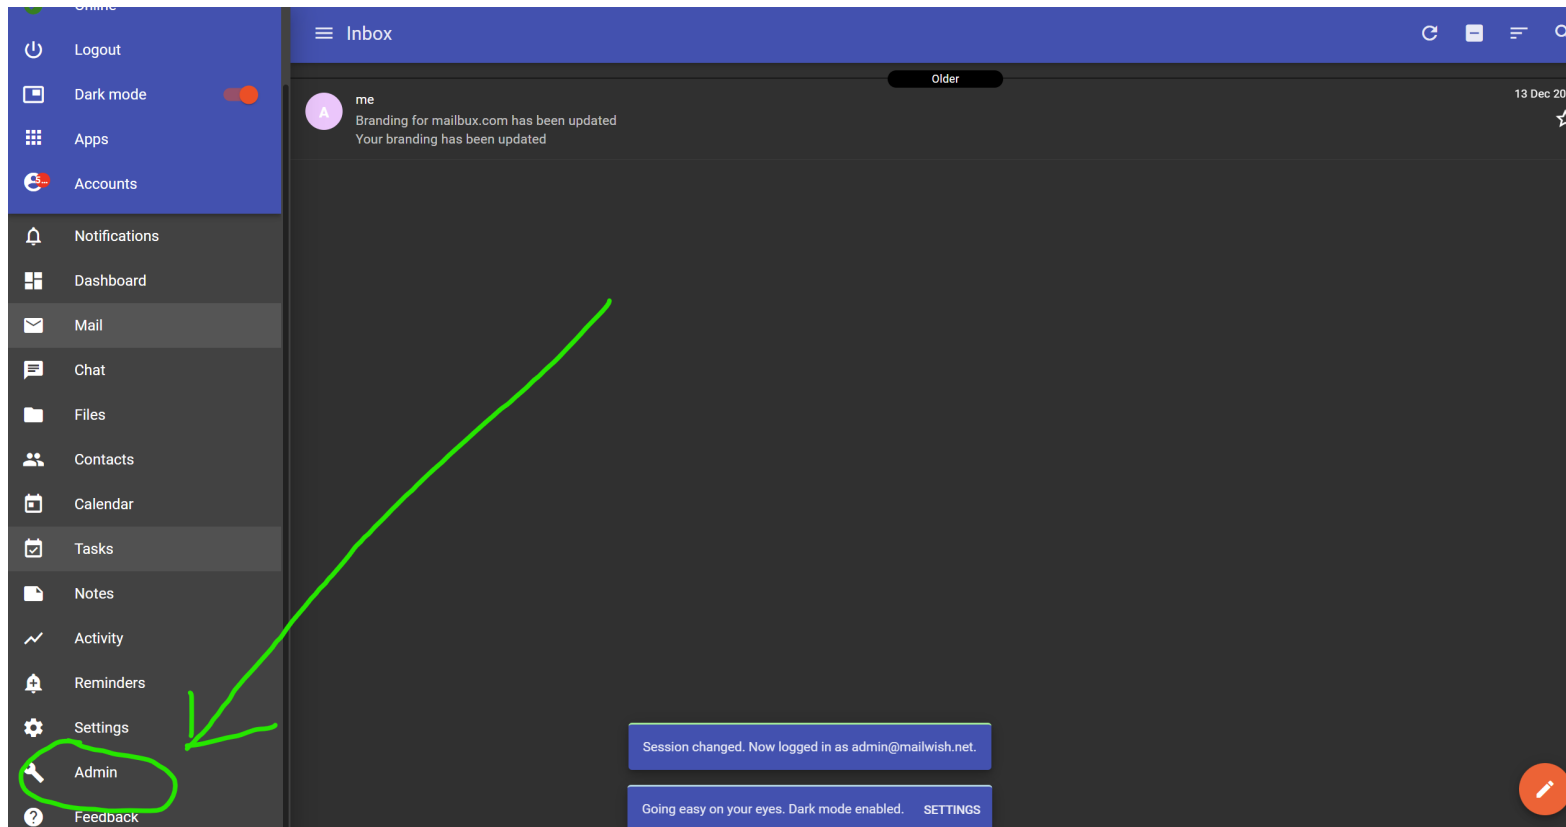 Online
Logout
Dark mode
Apps
Accounts
Notifications
Dashboard
Mail
Chat
Files
Contacts
Calendar
Tasks
Notes
Activity
Reminders
Settings
Admin
Feedback
Inbox
Older
A
me
13 Dec 20
Branding for mailbux.com has been updated
Your branding has been updated
Session changed. Now logged in as admin@mailwish.net.
Going easy on your eyes. Dark mode enabled. SETTINGS